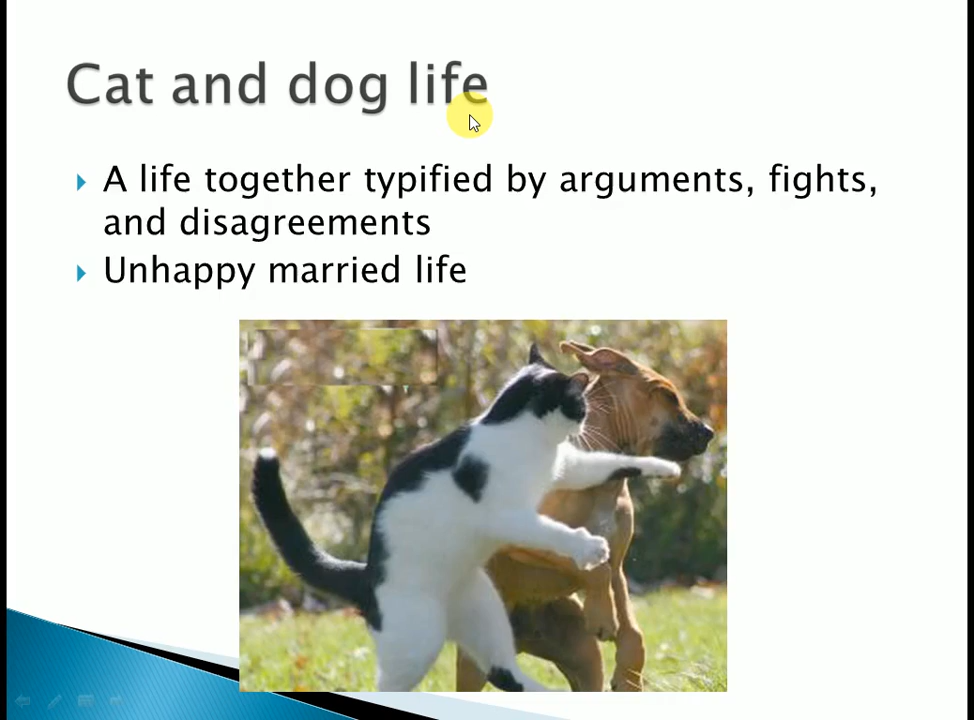 Cat and dog life
A life together typified by arguments, fights,
and disagreements
Unhappy married life